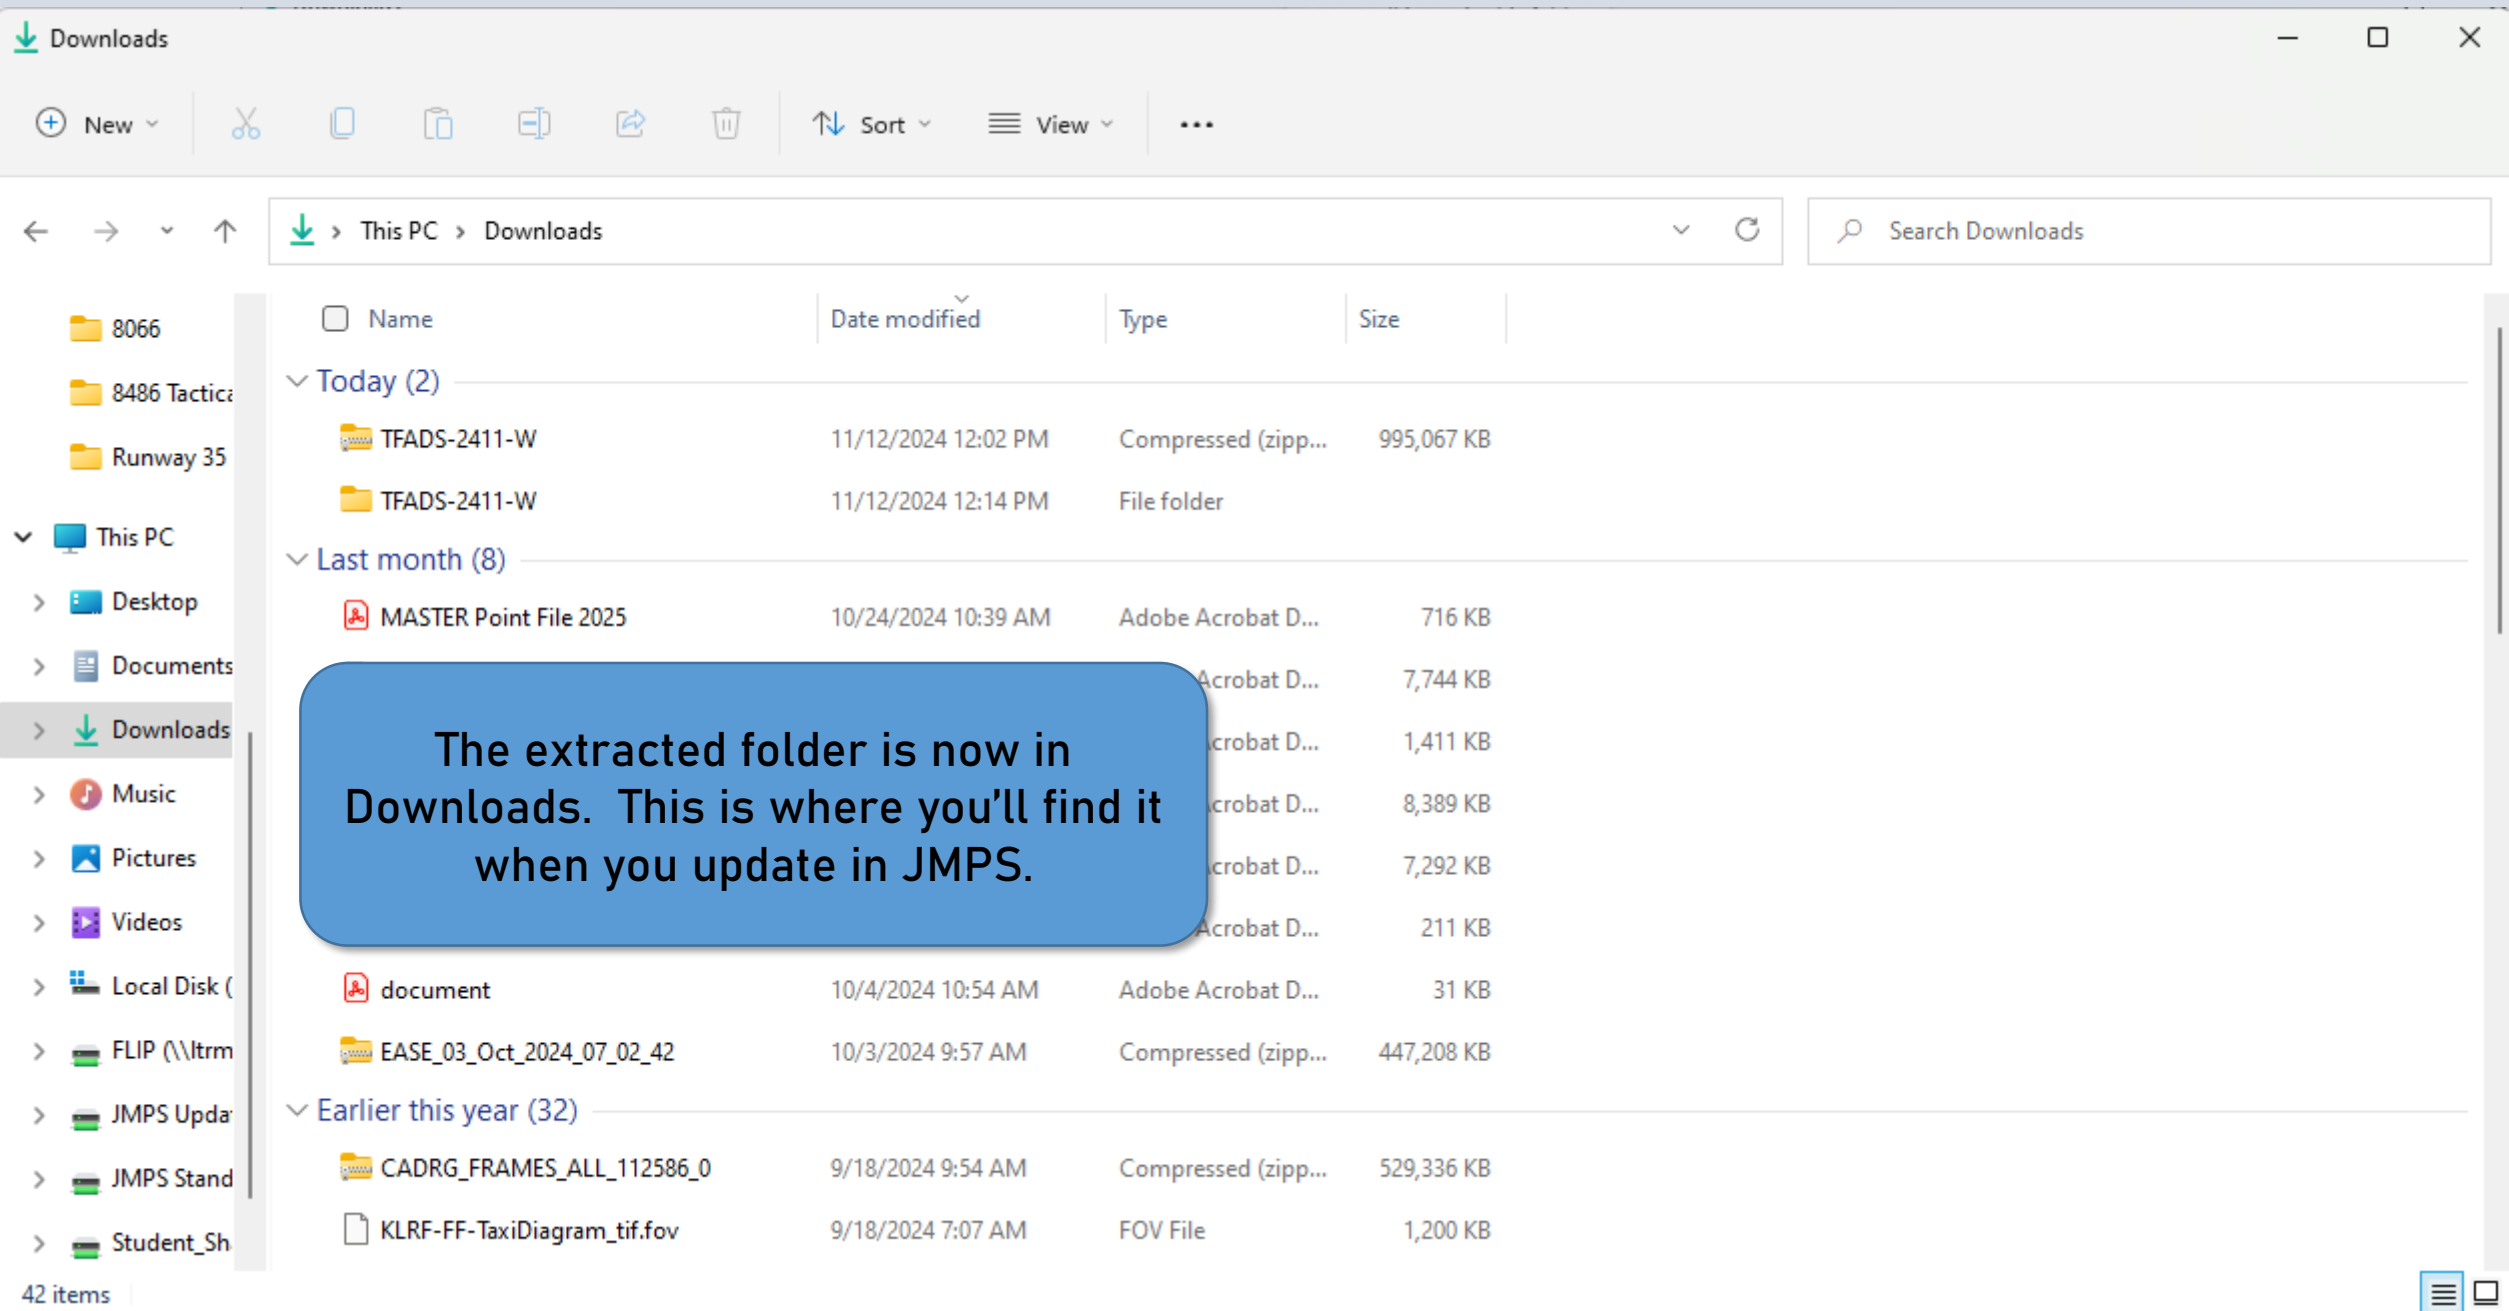 Downloads
New
Sort
View
This PC > Downloads
Search Downloads
8066
8486 Tactica
Runway 35
This PC
Desktop
Documents
Downloads
Music
Pictures
Videos
Local Disk (
FLIP (\\ltrm
JMPS Upda
JMPS Stand
Student_Sh
Name Date modified Type Size
Today (2)
TFADS-2411-W 11/12/2024 12:02 PM Compressed (zipp... 995,067 KB
TFADS-2411-W 11/12/2024 12:14 PM File folder
Last month (8)
MASTER Point File 2025 10/24/2024 10:39 AM Adobe Acrobat D... 716 KB
Acrobat D... 7,744 KB
crobat D... 1,411 KB
crobat D... 8,389 KB
crobat D... 7,292 KB
Acrobat D... 211 KB
The extracted folder is now in
Downloads. This is where you'll find it
when you update in JMPS.
document 10/4/2024 10:54 AM Adobe Acrobat D... 31 KB
EASE_03_Oct_2024_07_02_42 10/3/2024 9:57 AM Compressed (zipp... 447,208 KB
Earlier this year (32)
CADRG_FRAMES_ALL_112586_0 9/18/2024 9:54 AM Compressed (zipp... 529,336 KB
KLRF-FF-TaxiDiagram_tif.fov 9/18/2024 7:07 AM FOV File 1,200 KB
42 items